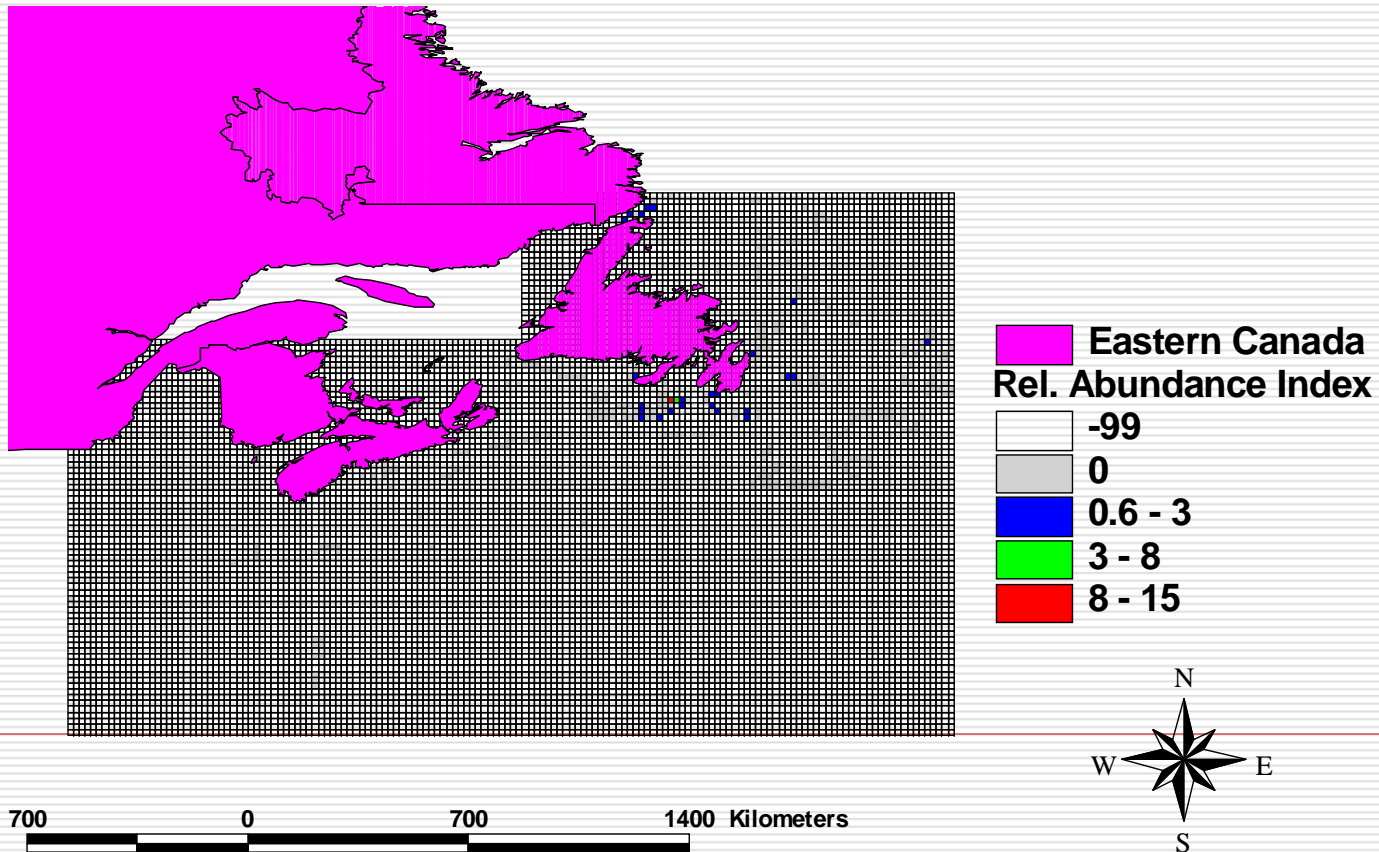 Eastern Canada
Rel. Abundance Index
-99
0
0.6 - 3
3 - 8
8 - 15
N
W E
S
700 0 700 1400 Kilometers